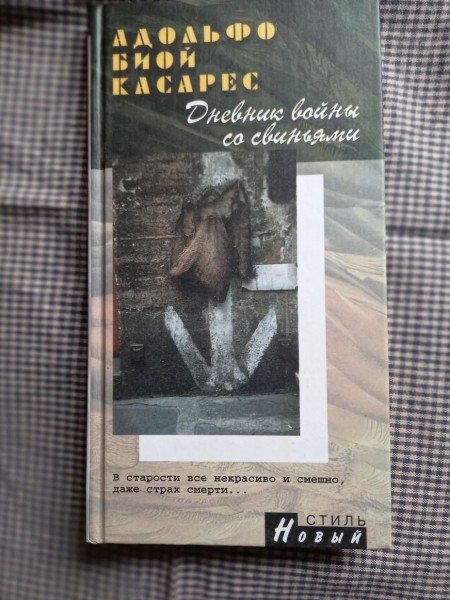 АДОЛЬФО
БИОЙ
КАСАРЕС
Дневник войны
со свиньями
В старости все некрасиво и смешно,
даже страх смерти...
СТИЛЬ
Новый